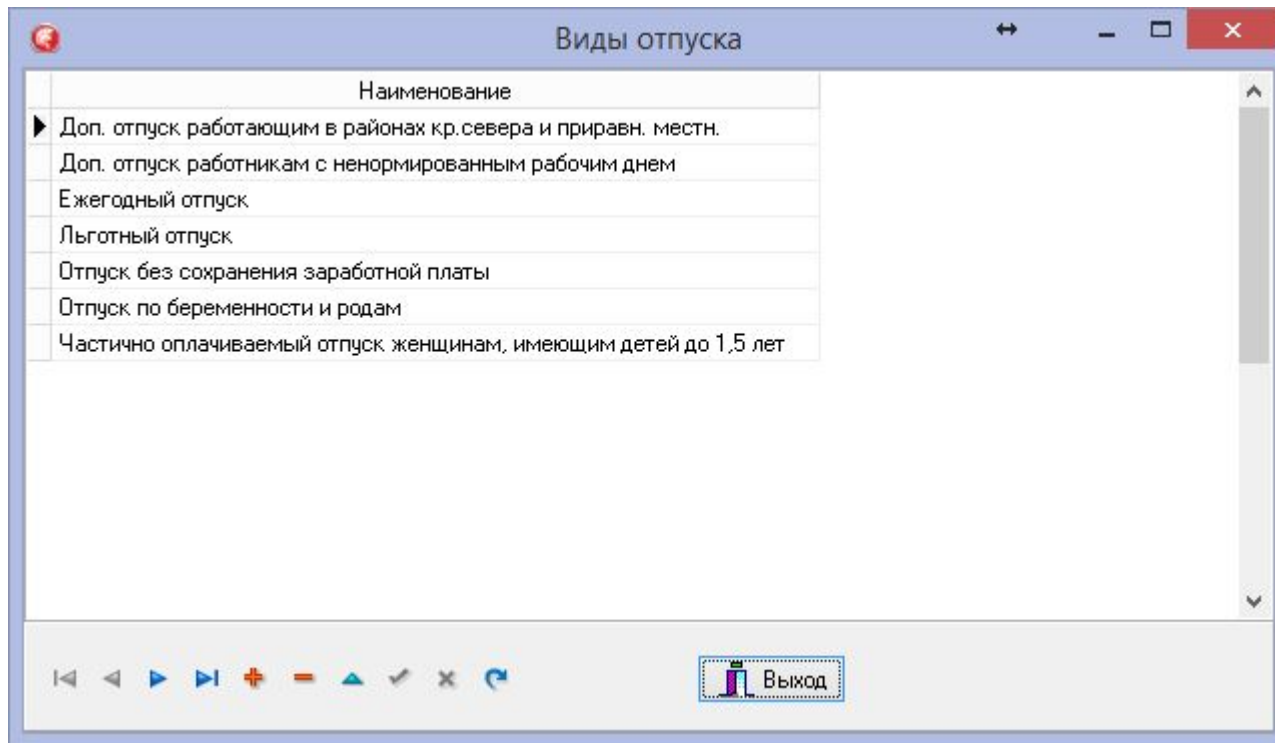 Виды отпуска
Наименование
Доп. отпуск работающим в районах кр.севера и приравн. местн.
Доп. отпуск работникам с ненормированным рабочим днем
Ежегодный отпуск
Льготный отпуск
Отпуск без сохранения заработной платы
Отпуск по беременности и родам
Частично оплачиваемый отпуск женщинам, имеющим детей до 1,5 лет
Выход